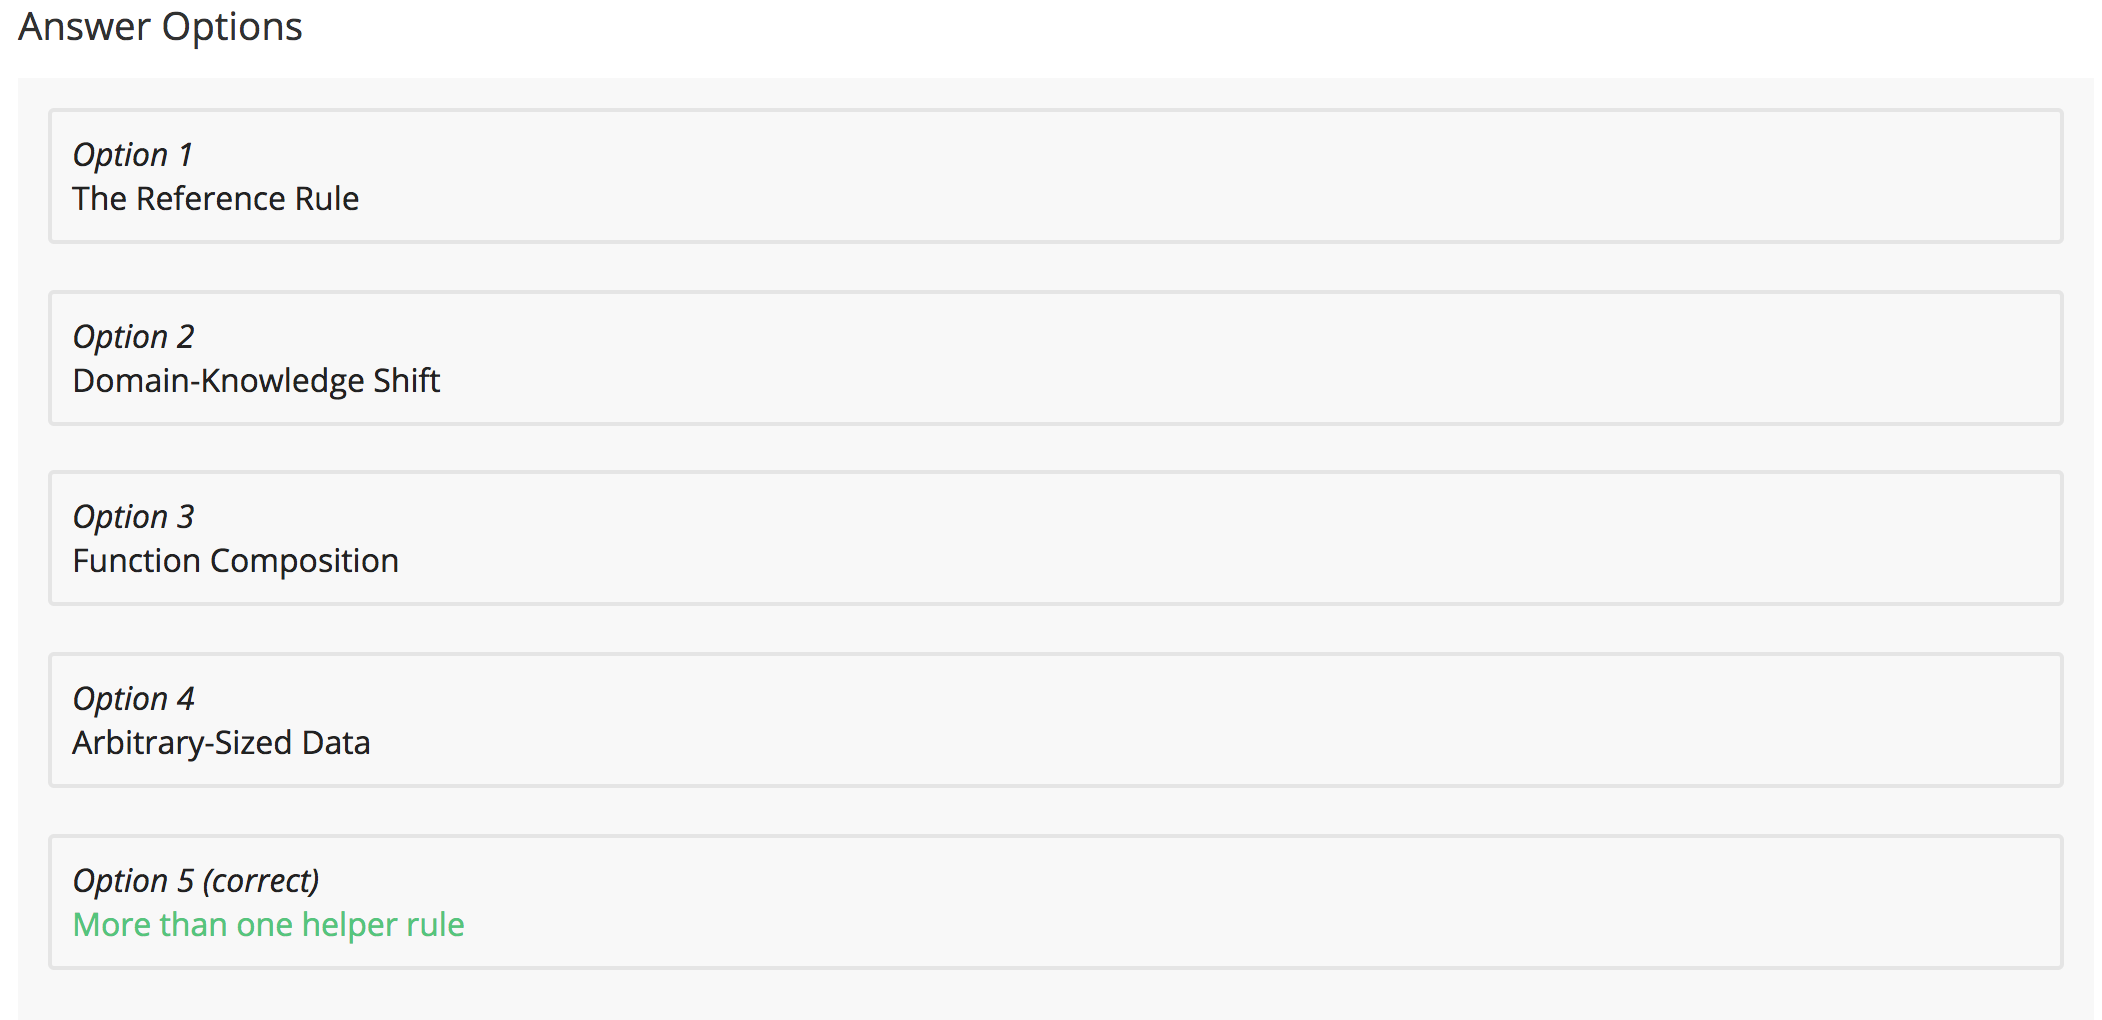 Answer Options
Option 1
The Reference Rule
Option 2
Domain-Knowledge Shift
Option 3
Function Composition
Option 4
Arbitrary-Sized Data
Option 5 (correct)
More than one helper rule